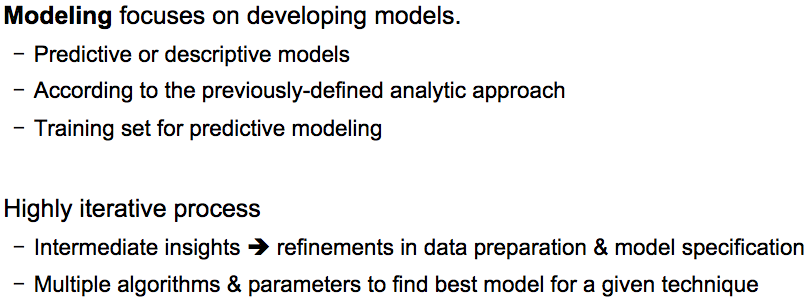 Modeling focuses on developing models.
– Predictive or descriptive models
– According to the previously-defined analytic approach
– Training set for predictive modeling
Highly iterative process
– Intermediate insights ➔ refinements in data preparation & model specification
– Multiple algorithms & parameters to find best model for a given technique